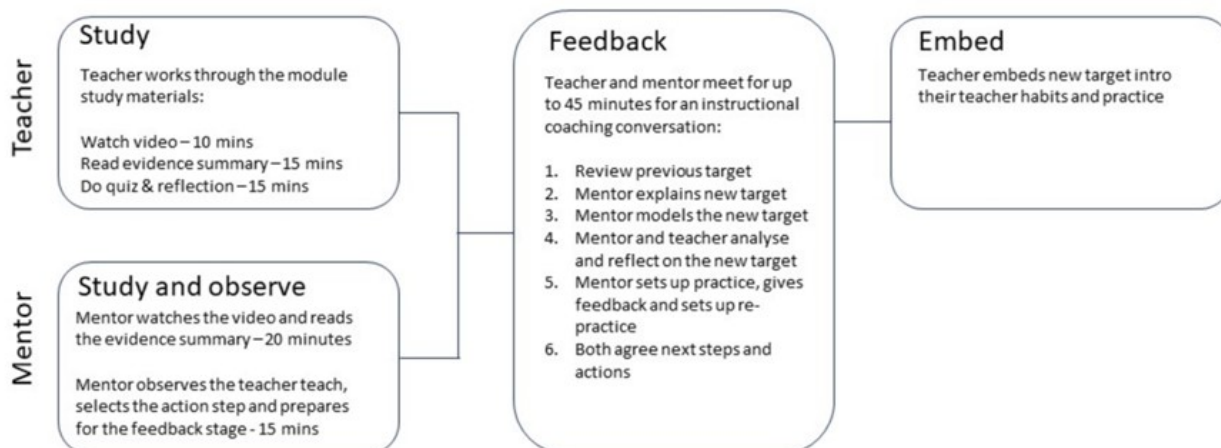 Teacher
Study
Teacher works through the module
study materials:
Watch video – 10 mins
Read evidence summary – 15 mins
Do quiz & reflection – 15 mins
Mentor
Study and observe
Mentor watches the video and reads
the evidence summary – 20 minutes
Mentor observes the teacher teach,
selects the action step and prepares
for the feedback stage - 15 mins
Feedback
Teacher and mentor meet for up
to 45 minutes for an instructional
coaching conversation:
1. Review previous target
2. Mentor explains new target
3. Mentor models the new target
4. Mentor and teacher analyse
and reflect on the new target
5. Mentor sets up practice, gives
feedback and sets up re-
practice
6. Both agree next steps and
actions
Embed
Teacher embeds new target intro
their teacher habits and practice